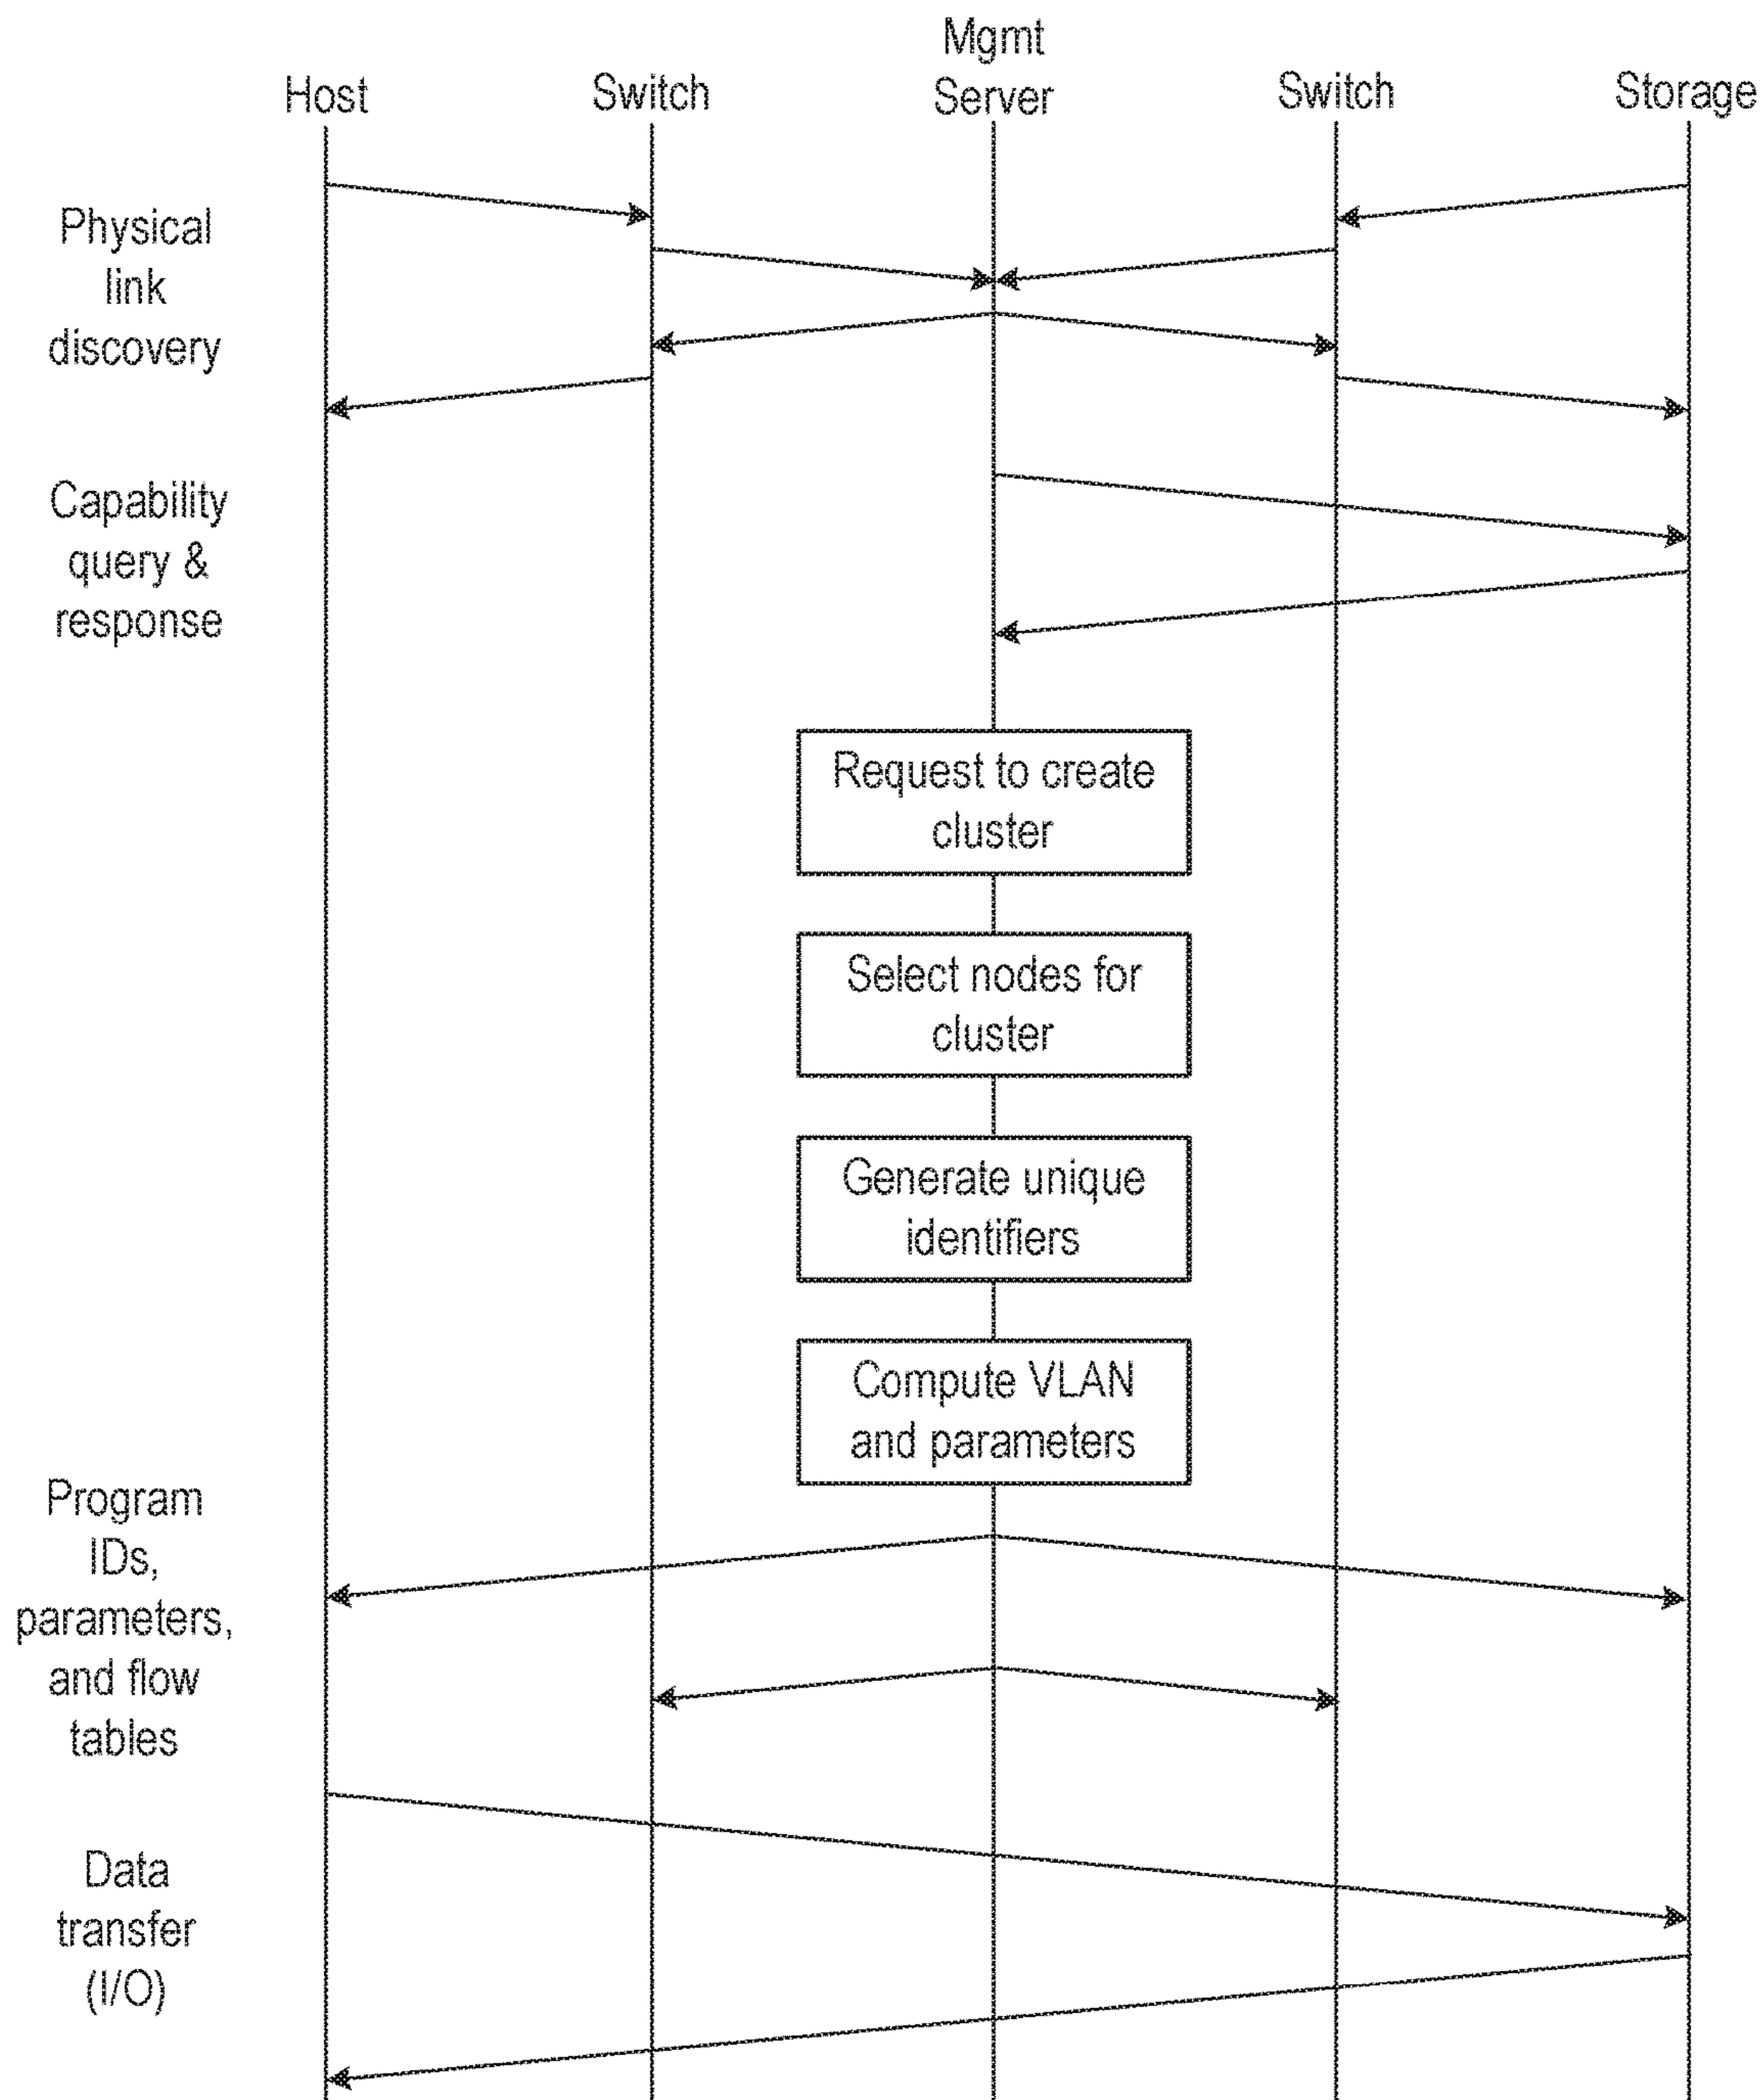 Mgmt
Host Switch Server Switch Storage
Physical
link
discovery
Capability
query &
response
Request to create
cluster
Select nodes for
cluster
Generate unique
identifiers
Compute VLAN
and parameters
Program
IDs,
parameters,
and flow
tables
Data
transfer
(I/O)